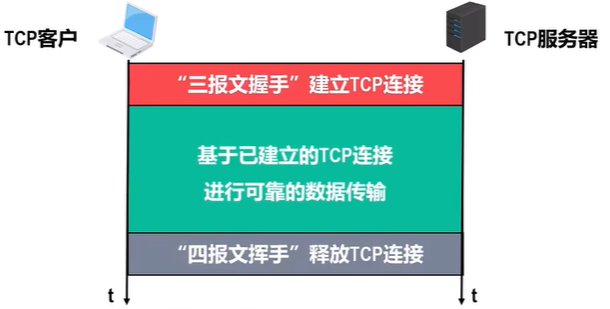 TCP客户
TCP服务器
“三报文握手”建立TCP连接
基于已建立的TCP连接
进行可靠的数据传输
“四报文挥手”释放TCP连接
t
t